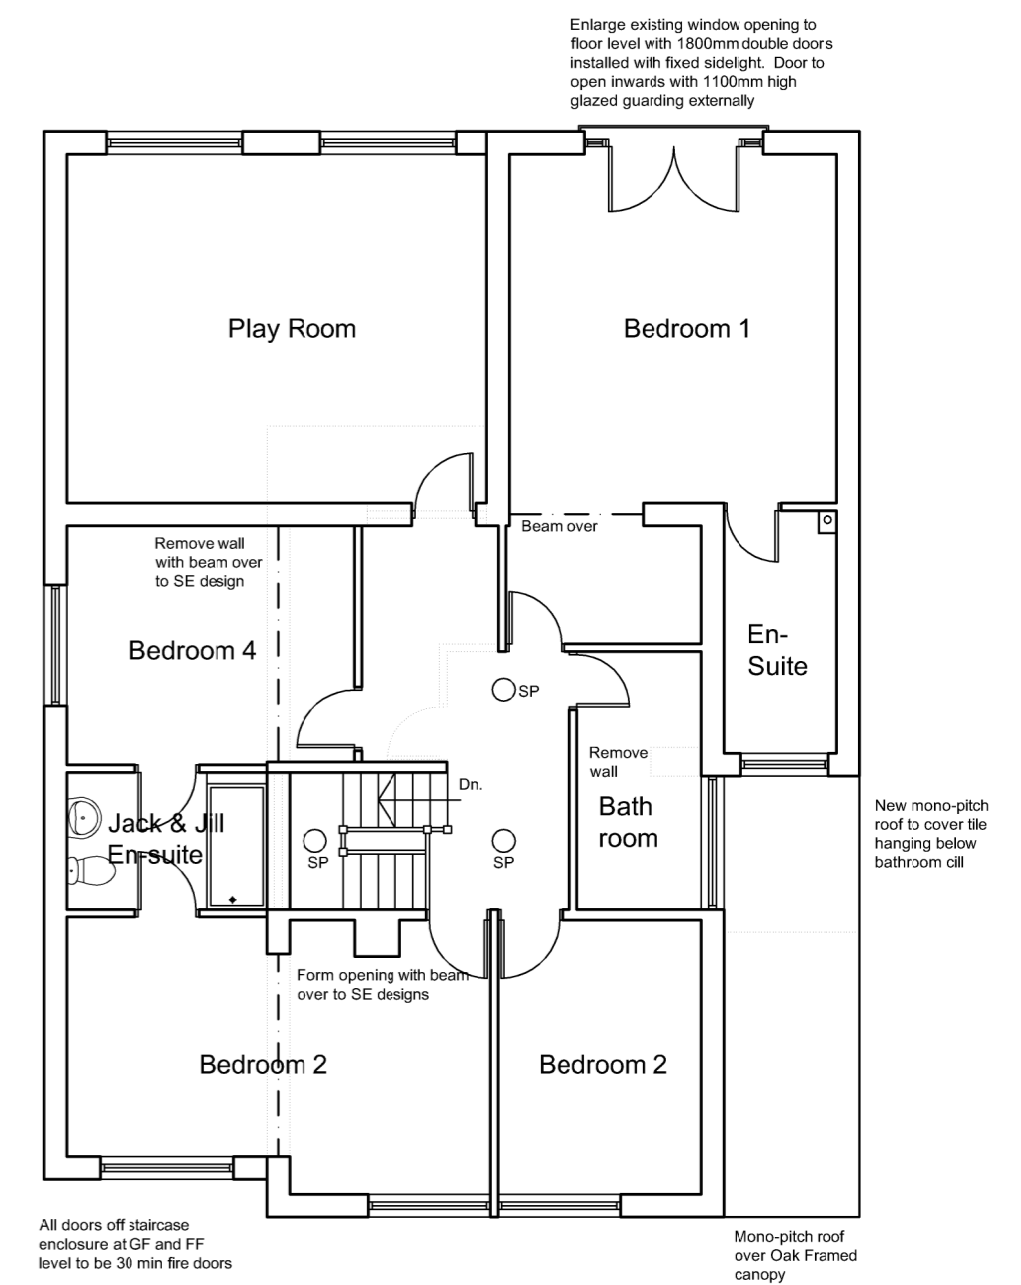 Enlarge existing window opening to
floor level with 1800mm double doors
installed with fixed sidelight. Door to
open inwards with 1100mm high
glazed guarding externally
Play Room
Bedroom 1
Beam over
Remove wall
with beam over
to SE design
Bedroom 4
En-
Suite
SP
Remove
wall
Dn.
Bath
room
Jack & Jill
En-suite
SP
SP
New mono-pitch
roof to cover tile
hanging below
bathroom cill
Form opening with beam
over to SE designs
Bedroom 2
Bedroom 2
All doors off staircase
enclosure at GF and FF
level to be 30 min fire doors
Mono-pitch roof
over Oak Framed
canopy